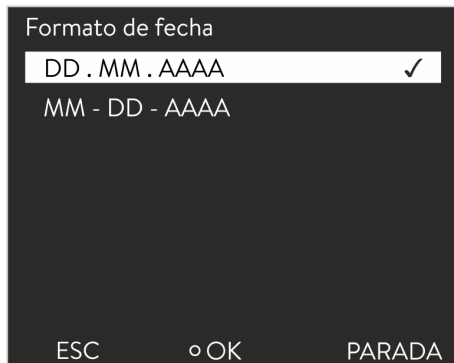 Formato de fecha
DD . MM . AAAA ✓
MM - DD - AAAA
ESC ○ OK PARADA